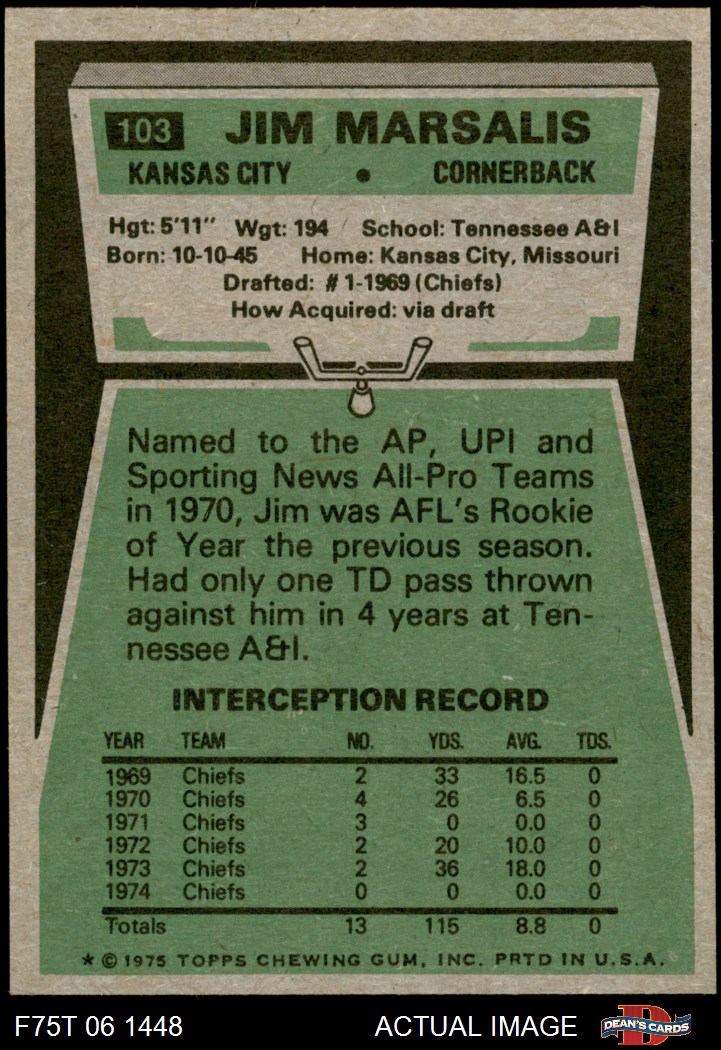 103 JIM MARSALIS
KANSAS CITY • CORNERBACK
Hgt: 5'11" Wgt: 194 School: Tennessee A&I
Born: 10-10-45 Home: Kansas City, Missouri
Drafted: #1-1969 (Chiefs)
How Acquired: via draft
Named to the AP, UPI and
Sporting News All-Pro Teams
in 1970, Jim was AFL's Rookie
of Year the previous season.
Had only one TD pass thrown
against him in 4 years at Ten-
nessee A&I.
INTERCEPTION RECORD
YEAR TEAM NO. YDS. AVG. TDS.
1969 Chiefs 2 33 16.5 0
1970 Chiefs 4 26 6.5 0
1971 Chiefs 3 0 0.0 0
1972 Chiefs 2 20 10.0 0
1973 Chiefs 2 36 18.0 0
1974 Chiefs 0 0 0.0 0
Totals 13 115 8.8 0
* © 1975 TOPPS CHEWING GUM, INC. PRTD IN U.S.A.
F75T 06 1448 ACTUAL IMAGE D DEAN'S CARDS